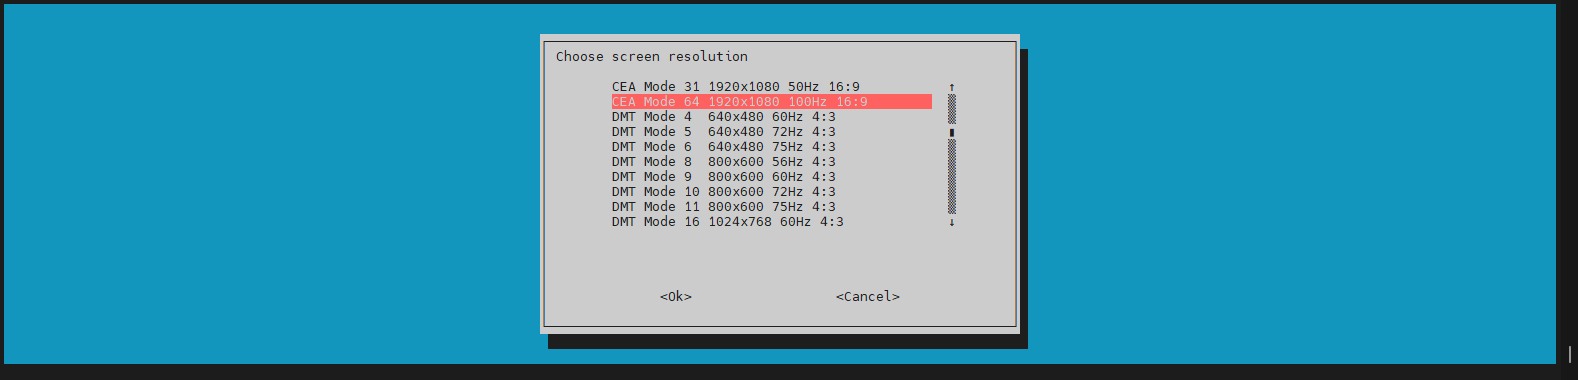 Choose screen resolution
CEA Mode 31 1920x1080 50Hz 16:9
CEA Mode 64 1920x1080 100Hz 16:9
DMT Mode 4  640x480 60Hz 4:3
DMT Mode 5  640x480 72Hz 4:3
DMT Mode 6  640x480 75Hz 4:3
DMT Mode 8  800x600 56Hz 4:3
DMT Mode 9  800x600 60Hz 4:3
DMT Mode 10 800x600 72Hz 4:3
DMT Mode 11 800x600 75Hz 4:3
DMT Mode 16 1024x768 60Hz 4:3
<Ok> <Cancel>